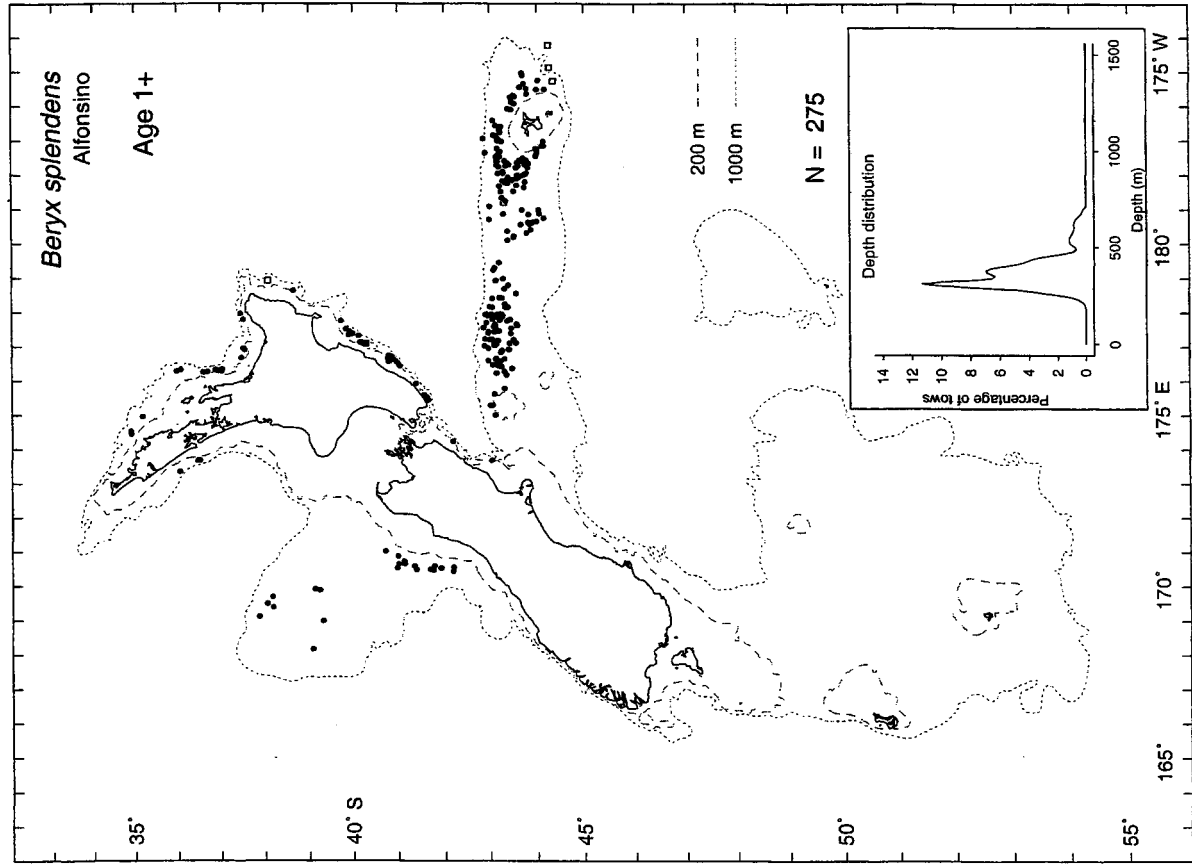 Beryx splendens
Alfonsino
Age 1+
200 m
1000 m
N = 275
Depth distribution
Percentage of tows
14
12
10
8
6
4
2
0
0
500
1000
1500
Depth (m)
35°
40° S
45°
50°
55°
165°
170°
175° E
180°
175° W